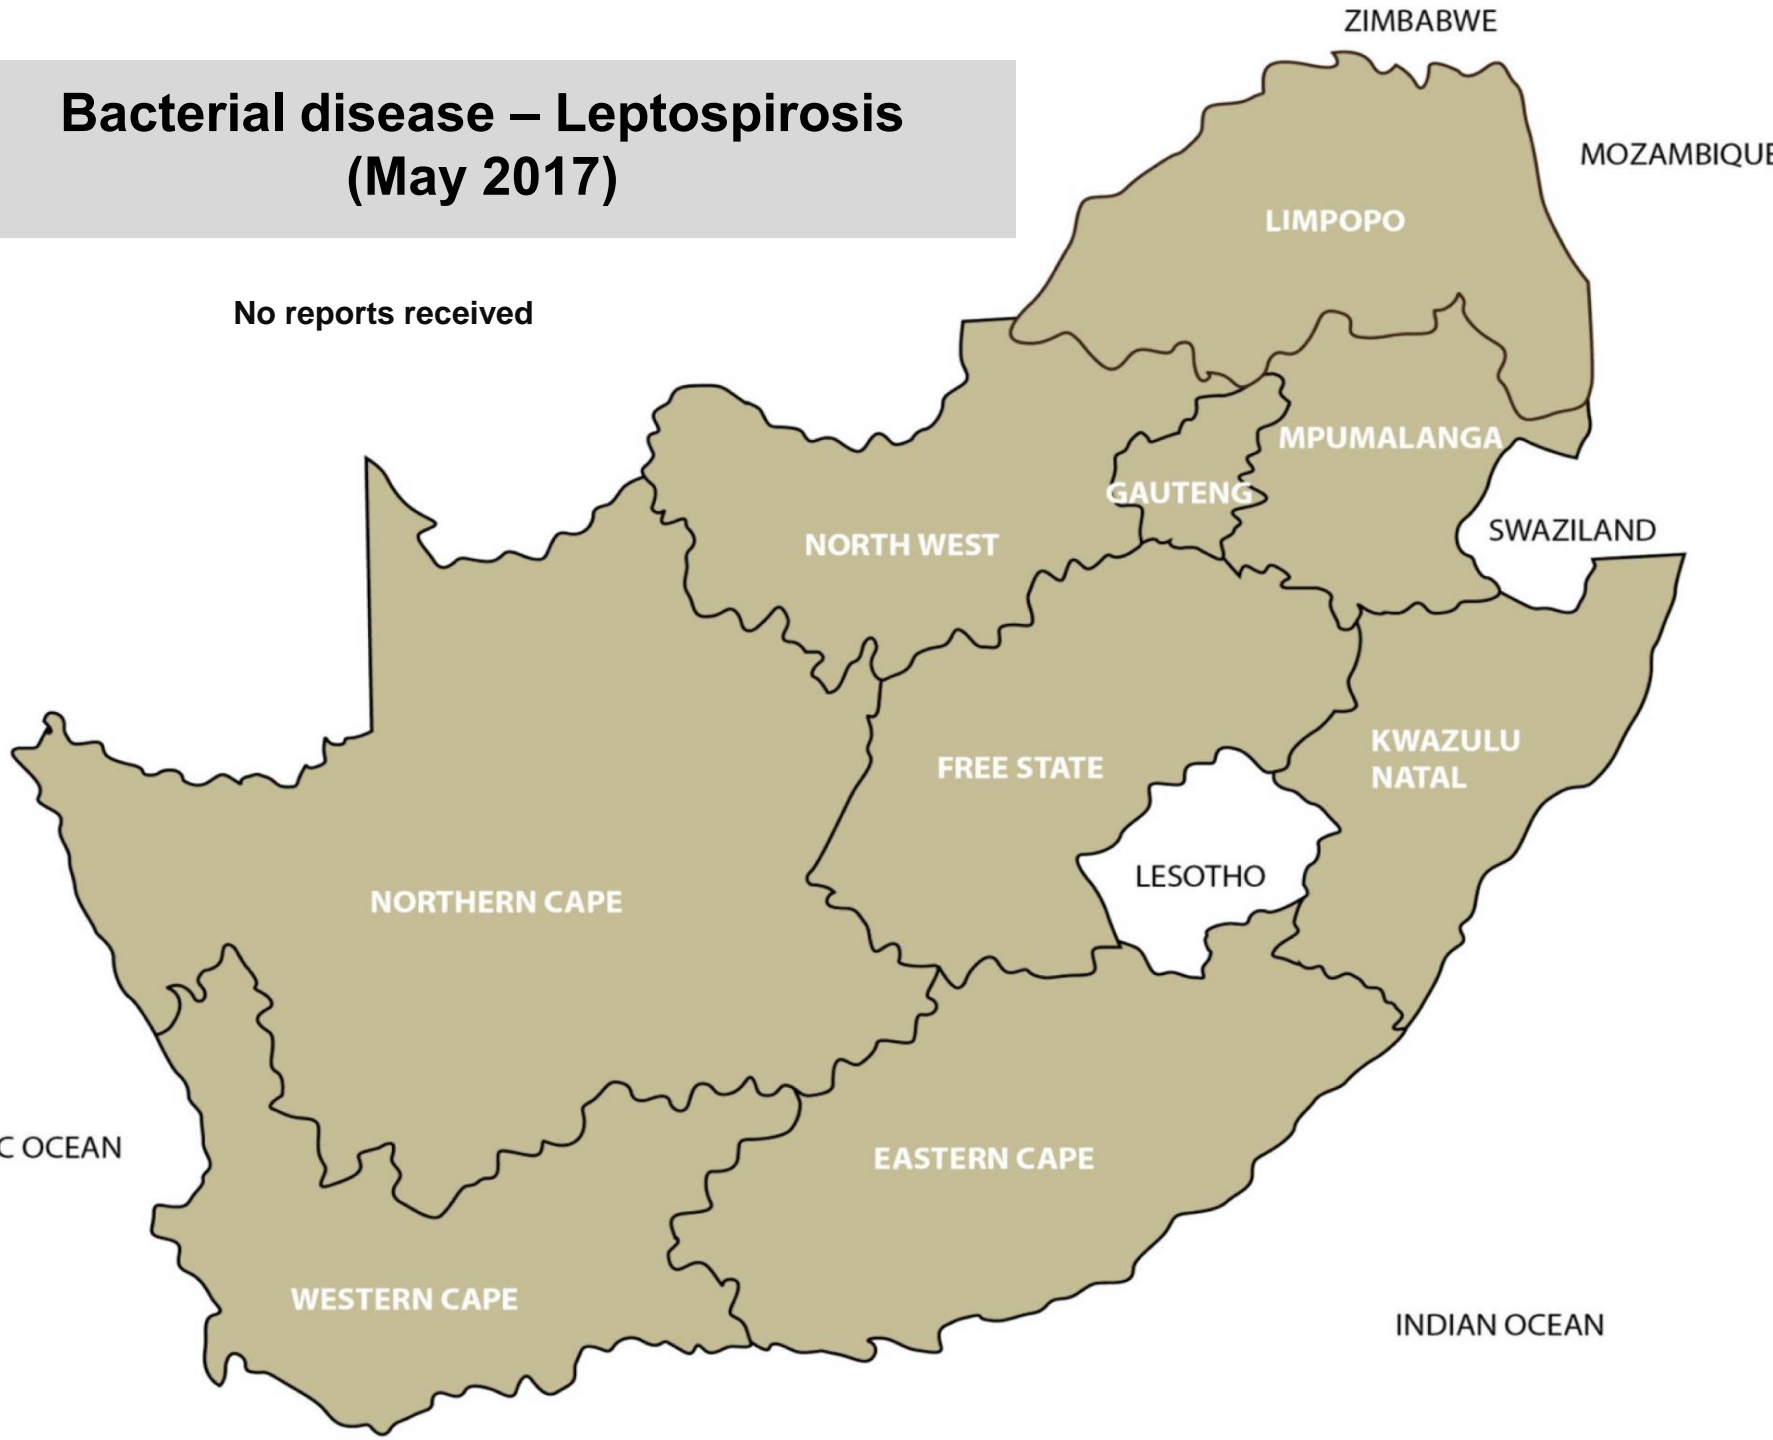 ZIMBABWE
Bacterial disease – Leptospirosis
(May 2017)
MOZAMBIQUE
LIMPOPO
No reports received
MPUMALANGA
GAUTENG
SWAZILAND
NORTH WEST
KWAZULU
NATAL
FREE STATE
LESOTHO
NORTHERN CAPE
C OCEAN
EASTERN CAPE
WESTERN CAPE
INDIAN OCEAN